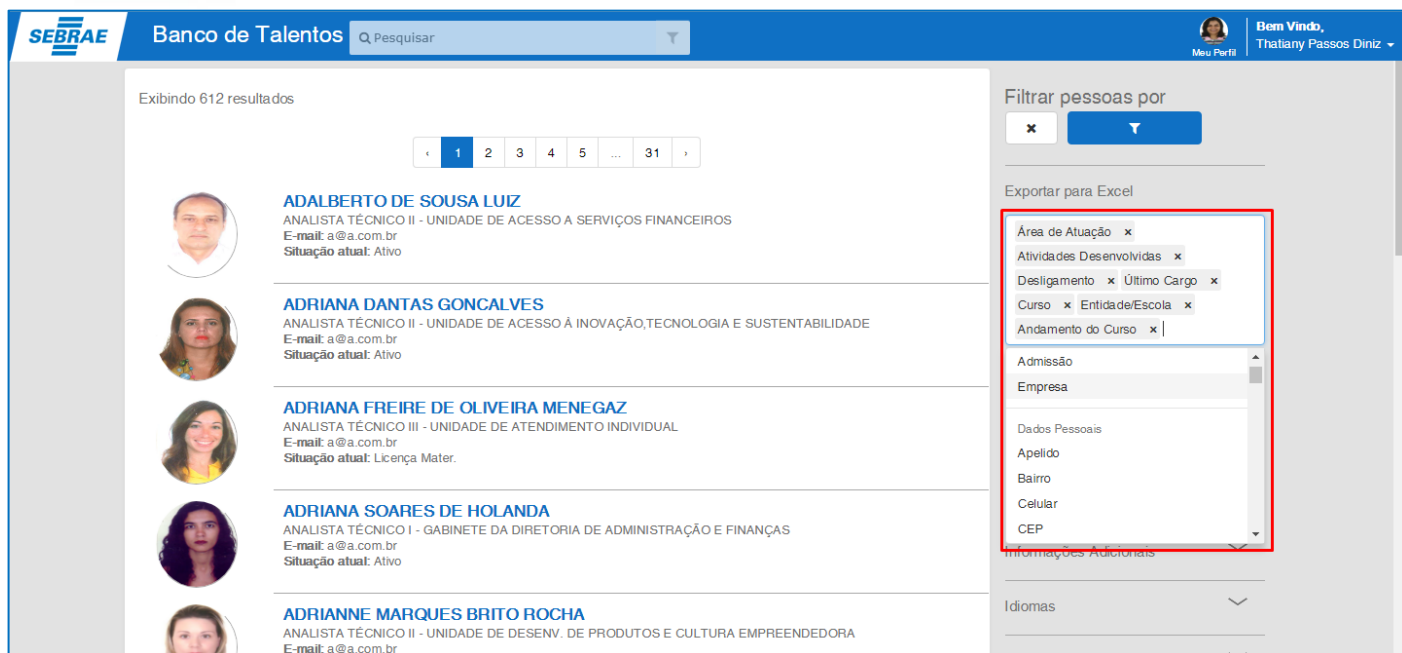 SEBRAE
Banco de Talentos
Pesquisar
Meu Perfil
Bem Vindo,
Thatiany Passos Diniz
Exibindo 612 resultados
‹ 1 2 3 4 5 ... 31 ›
ADALBERTO DE SOUSA LUIZ
ANALISTA TÉCNICO II - UNIDADE DE ACESSO A SERVIÇOS FINANCEIROS
E-mail: a@a.com.br
Situação atual: Ativo
ADRIANA DANTAS GONCALVES
ANALISTA TÉCNICO II - UNIDADE DE ACESSO À INOVAÇÃO,TECNOLOGIA E SUSTENTABILIDADE
E-mail: a@a.com.br
Situação atual: Ativo
ADRIANA FREIRE DE OLIVEIRA MENEGAZ
ANALISTA TÉCNICO III - UNIDADE DE ATENDIMENTO INDIVIDUAL
E-mail: a@a.com.br
Situação atual: Licença Mater.
ADRIANA SOARES DE HOLANDA
ANALISTA TÉCNICO I - GABINETE DA DIRETORIA DE ADMINISTRAÇÃO E FINANÇAS
E-mail: a@a.com.br
Situação atual: Ativo
ADRIANNE MARQUES BRITO ROCHA
ANALISTA TÉCNICO II - UNIDADE DE DESENV. DE PRODUTOS E CULTURA EMPREENDEDORA
E-mail: a@a.com.br
Filtrar pessoas por
×
Exportar para Excel
Área de Atuação ×
Atividades Desenvolvidas ×
Desligamento × Último Cargo ×
Curso × Entidade/Escola ×
Andamento do Curso ×
Admissão
Empresa
Dados Pessoais
Apelido
Bairro
Celular
CEP
Informações Adicionais
Idiomas